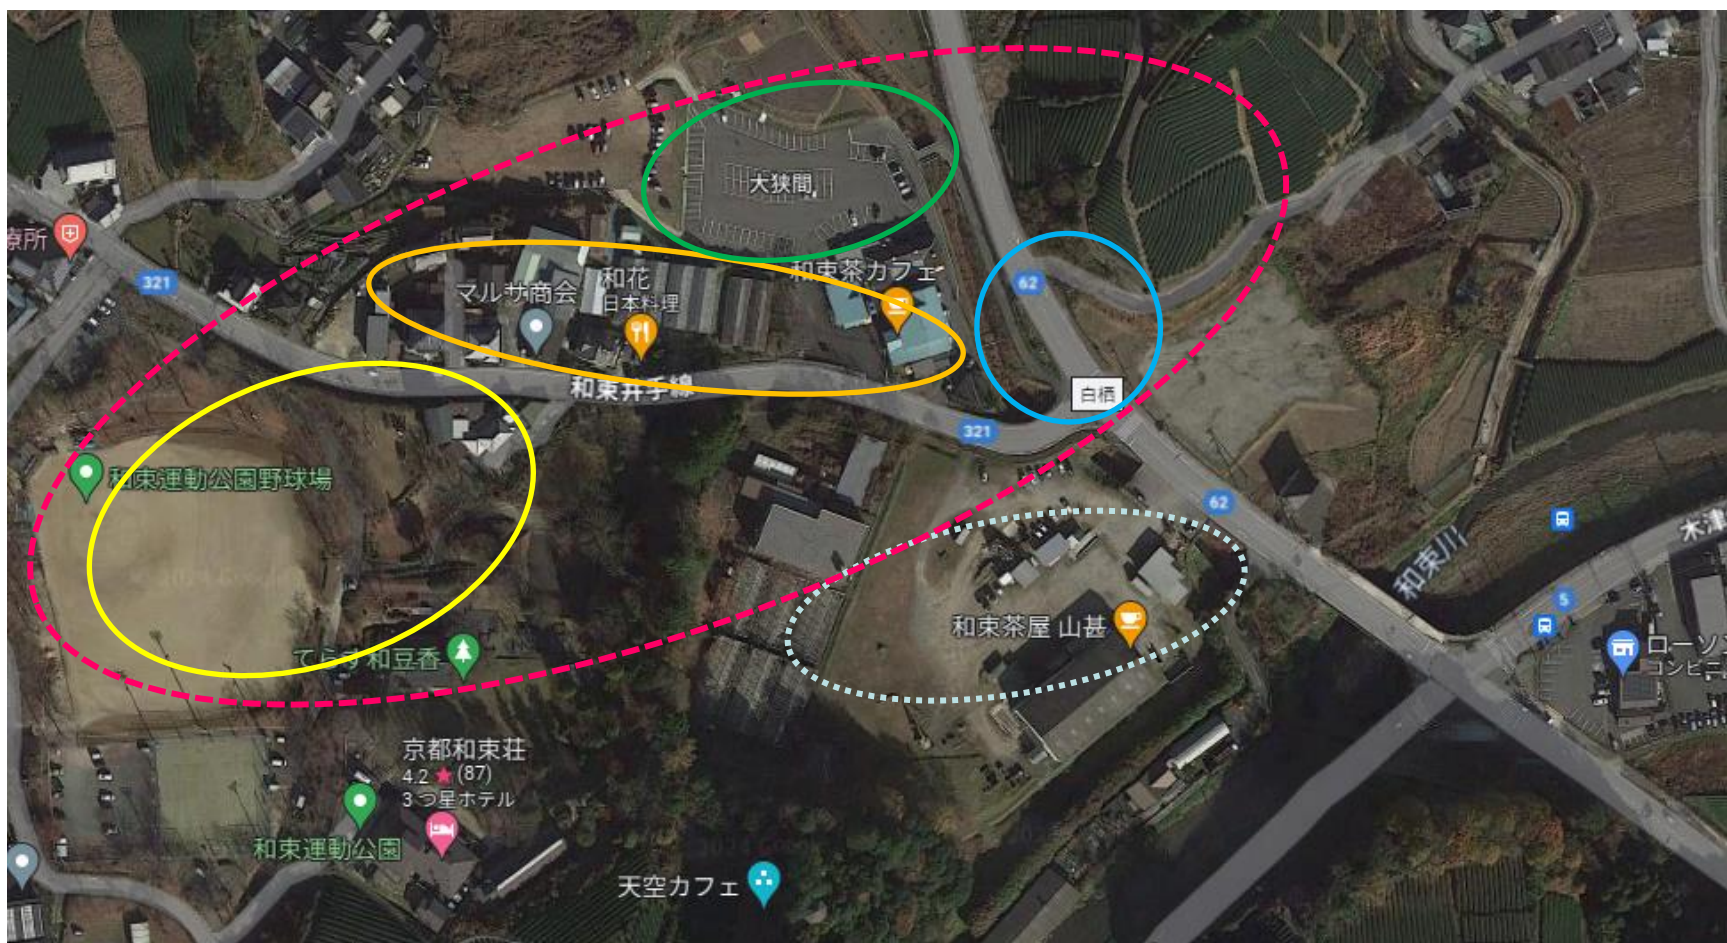 大狭間
療所
321
マルサ商会
和花
日本料理
和束茶カフェ
62
和束井手線
白栖
321
和束運動公園野球場
62
和束川
木津
5
和束茶屋 山甚
てらす和豆香
ローソン
コンビニ
京都和束荘
4.2 ★ (87)
3 つ星ホテル
和束運動公園
天空カフェ